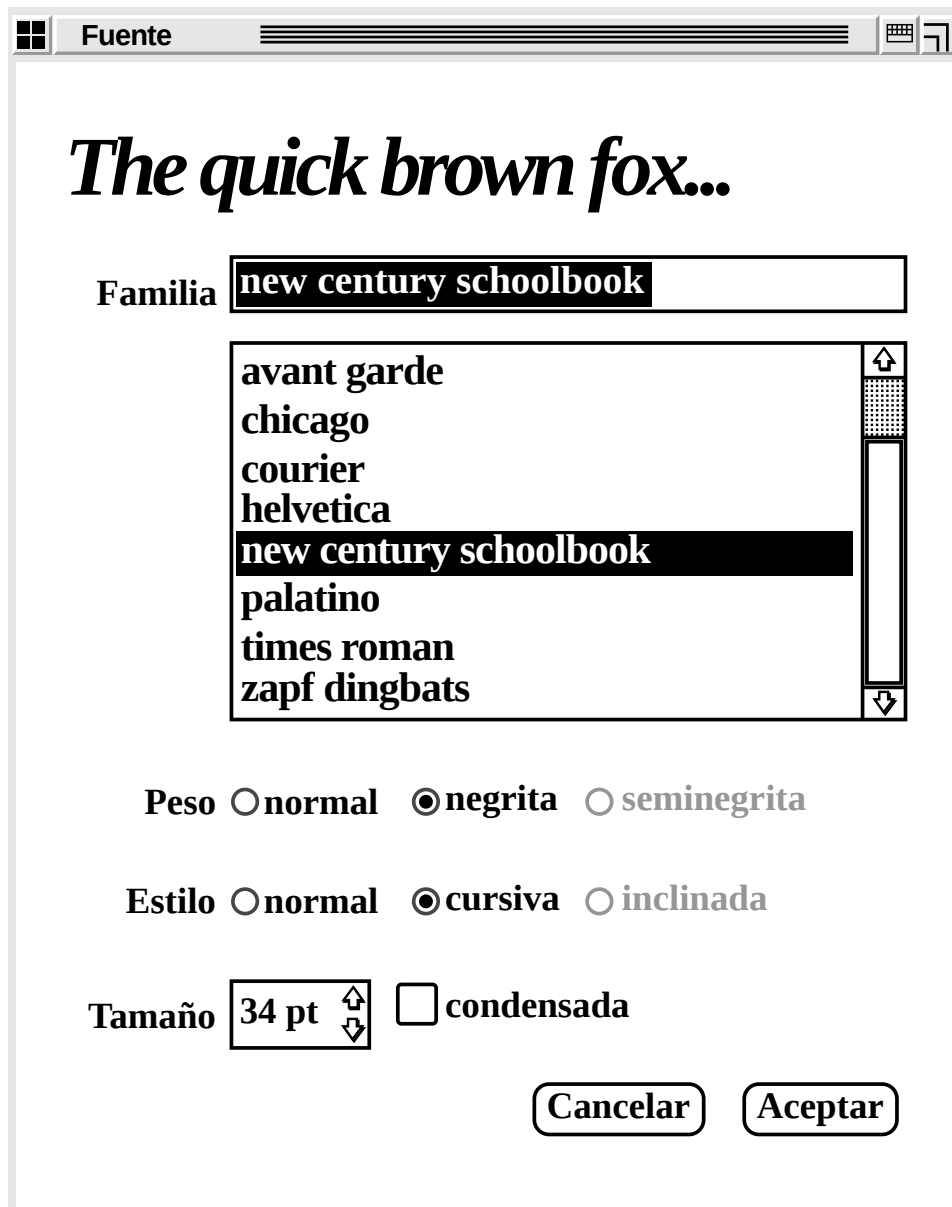 Fuente
The quick brown fox...
Familia new century schoolbook
avant garde
chicago
courier
helvetica
new century schoolbook
palatino
times roman
zapf dingbats
Peso normal negrita seminegrita
Estilo normal cursiva inclinada
Tamaño 34 pt condensada
Cancelar Aceptar